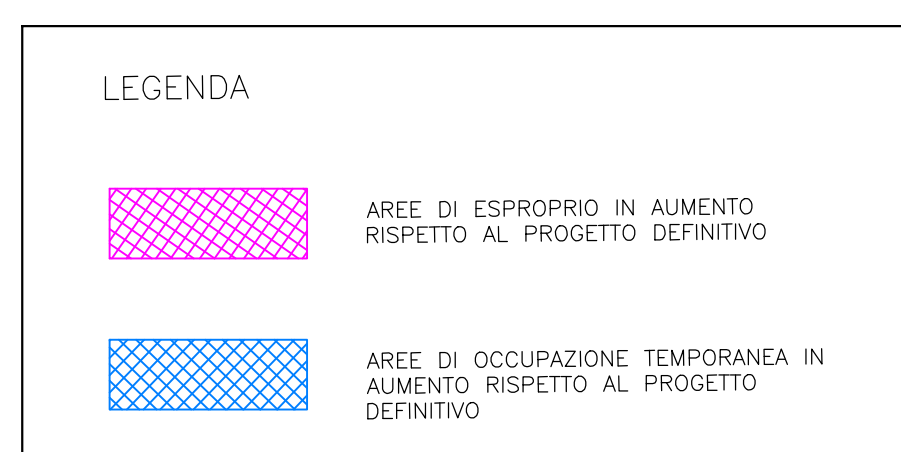 LEGENDA
AREE DI ESPROPRIO IN AUMENTO
RISPETTO AL PROGETTO DEFINITIVO
AREE DI OCCUPAZIONE TEMPORANEA IN
AUMENTO RISPETTO AL PROGETTO
DEFINITIVO